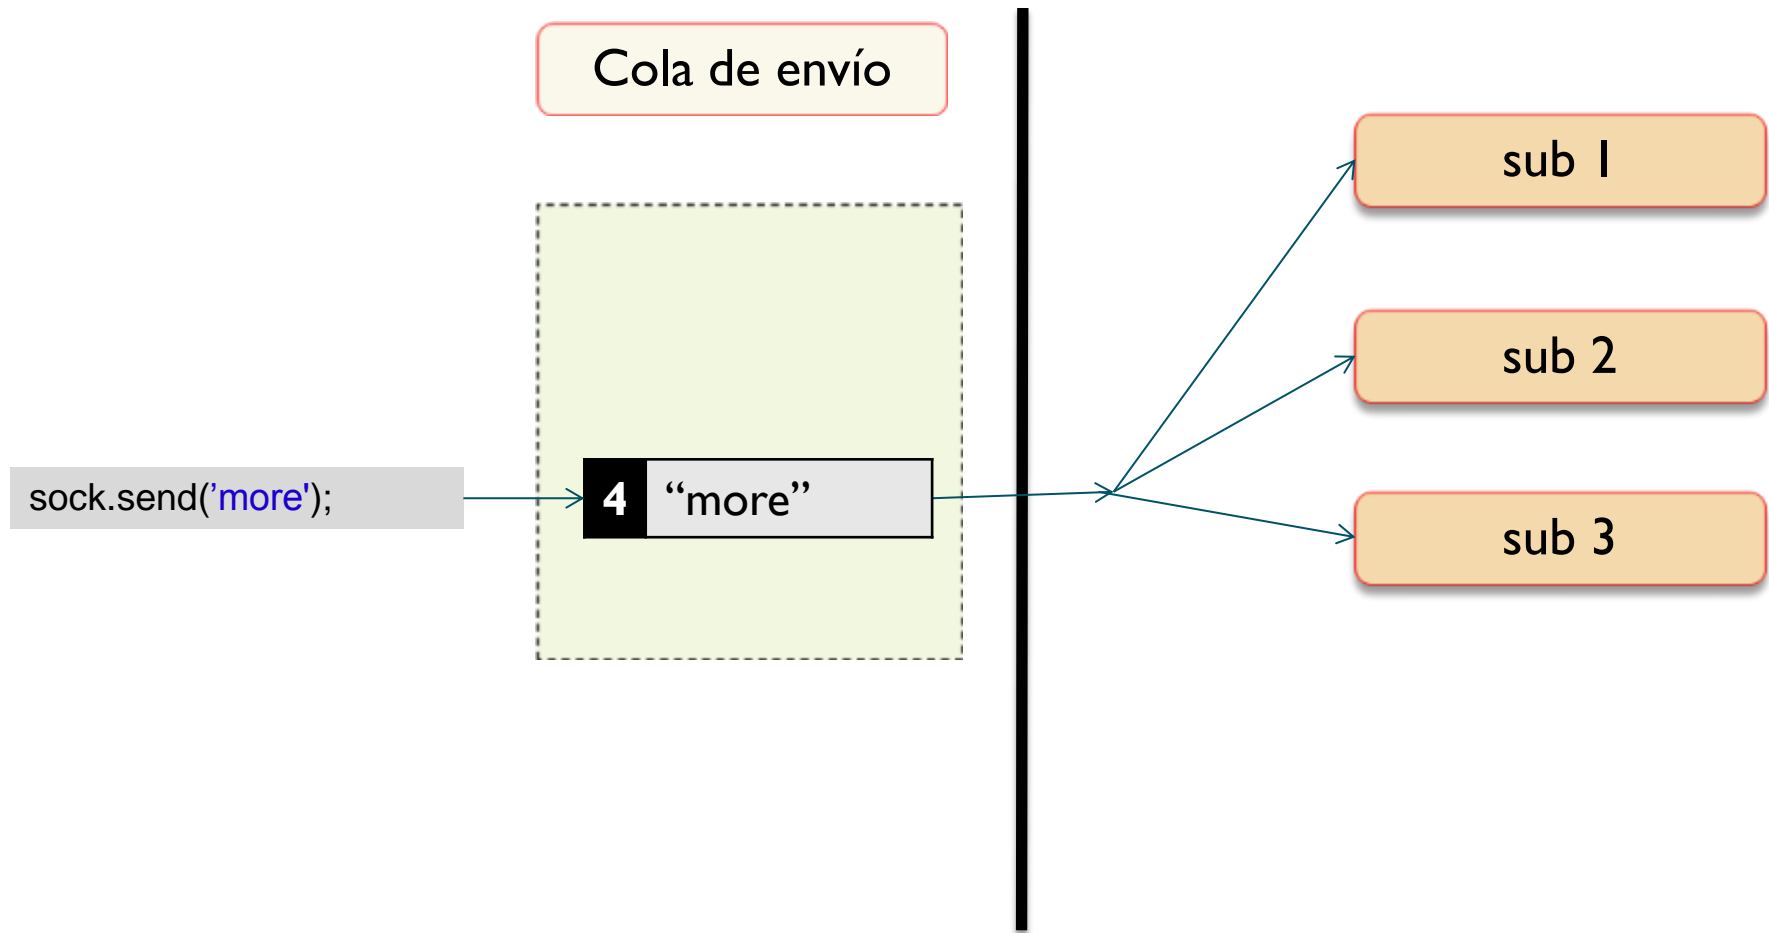 Cola de envío
sub 1
sub 2
sock.send(’more');
4 “more”
sub 3